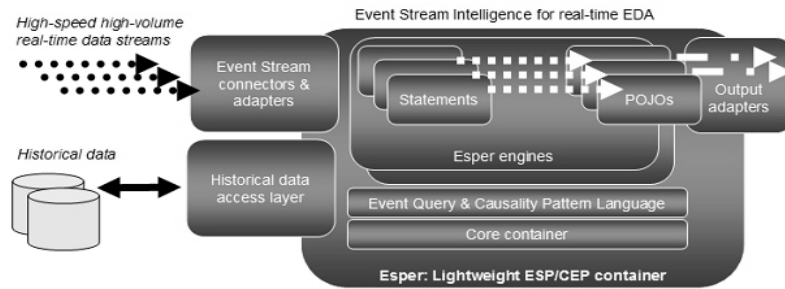 Event Stream Intelligence for real-time EDA
High-speed high-volume
real-time data streams
Event Stream
connectors &
adapters
Statements
POJOs
Output
adapters
Esper engines
Historical data
Historical data
access layer
Event Query & Causality Pattern Language
Core container
Esper: Lightweight ESP/CEP container